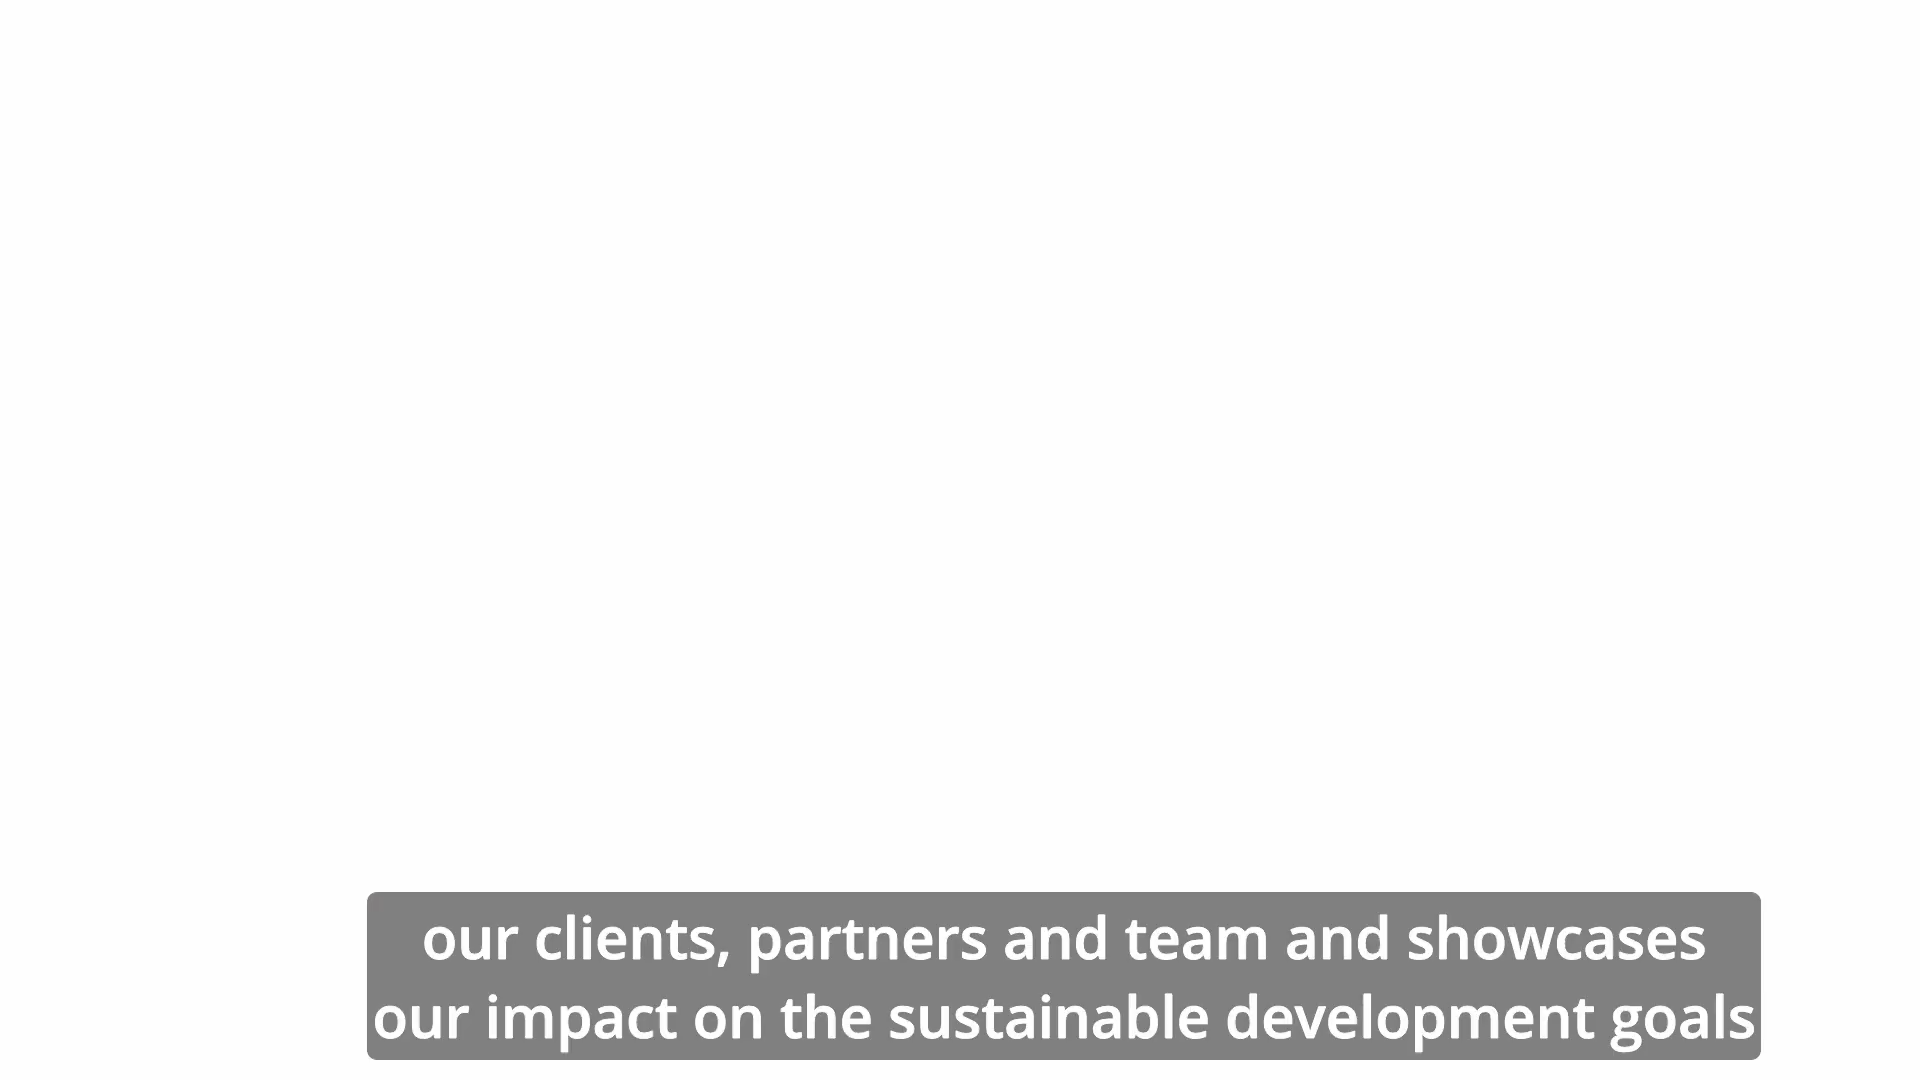 our clients, partners and team and showcases
our impact on the sustainable development goals